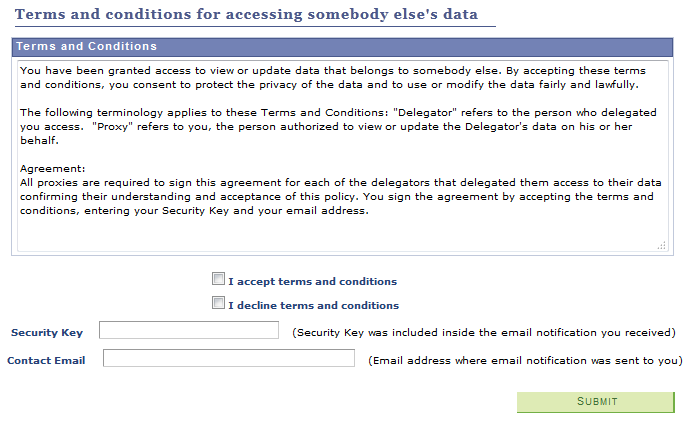 Terms and conditions for accessing somebody else's data
Terms and Conditions
You have been granted access to view or update data that belongs to somebody else. By accepting these terms
and conditions, you consent to protect the privacy of the data and to use or modify the data fairly and lawfully.
The following terminology applies to these Terms and Conditions: "Delegator" refers to the person who delegated
you access.  "Proxy" refers to you, the person authorized to view or update the Delegator's data on his or her
behalf.
Agreement:
All proxies are required to sign this agreement for each of the delegators that delegated them access to their data
confirming their understanding and acceptance of this policy. You sign the agreement by accepting the terms and
conditions, entering your Security Key and your email address.
I accept terms and conditions
I decline terms and conditions
Security Key (Security Key was included inside the email notification you received)
Contact Email (Email address where email notification was sent to you)
SUBMIT